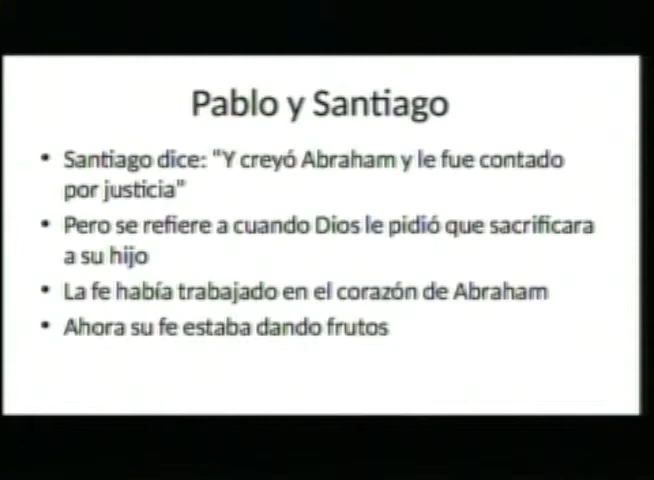 Pablo y Santiago
• Santiago dice: "Y creyó Abraham y le fue contado
por justicia"
• Pero se refiere a cuando Dios le pidió que sacrificara
a su hijo
• La fe había trabajado en el corazón de Abraham
• Ahora su fe estaba dando frutos